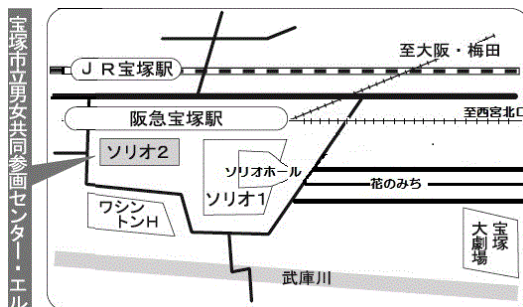 宝塚市立男女共同参画センター・エル
至大阪・梅田
JR宝塚駅
阪急宝塚駅
至西宮北口
ソリオ2
ソリオホール
ソリオ1
花のみち
ワシン
トンH
宝塚
大劇場
武庫川